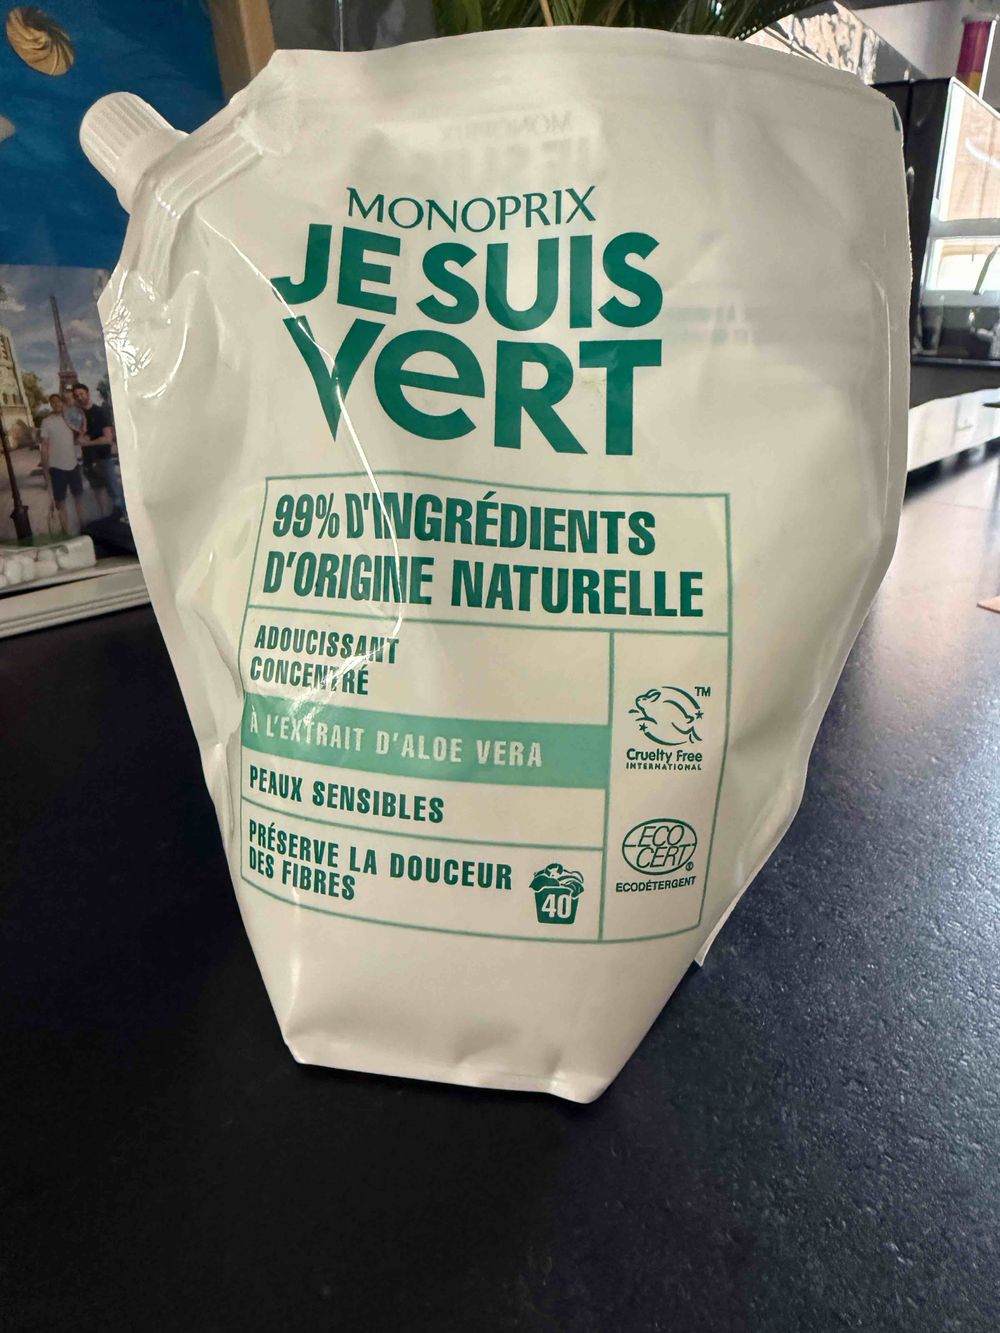 MONOPRIX
JE SUIS
VeRT
99% D'INGRÉDIENTS
D'ORIGINE NATURELLE
ADOUCISSANT
CONCENTRÉ
À L'EXTRAIT D'ALOE VERA
PEAUX SENSIBLES
PRÉSERVE LA DOUCEUR
DES FIBRES
40
TM
Cruelty Free
INTERNATIONAL
ECO
CERT®
ECODÉTERGENT